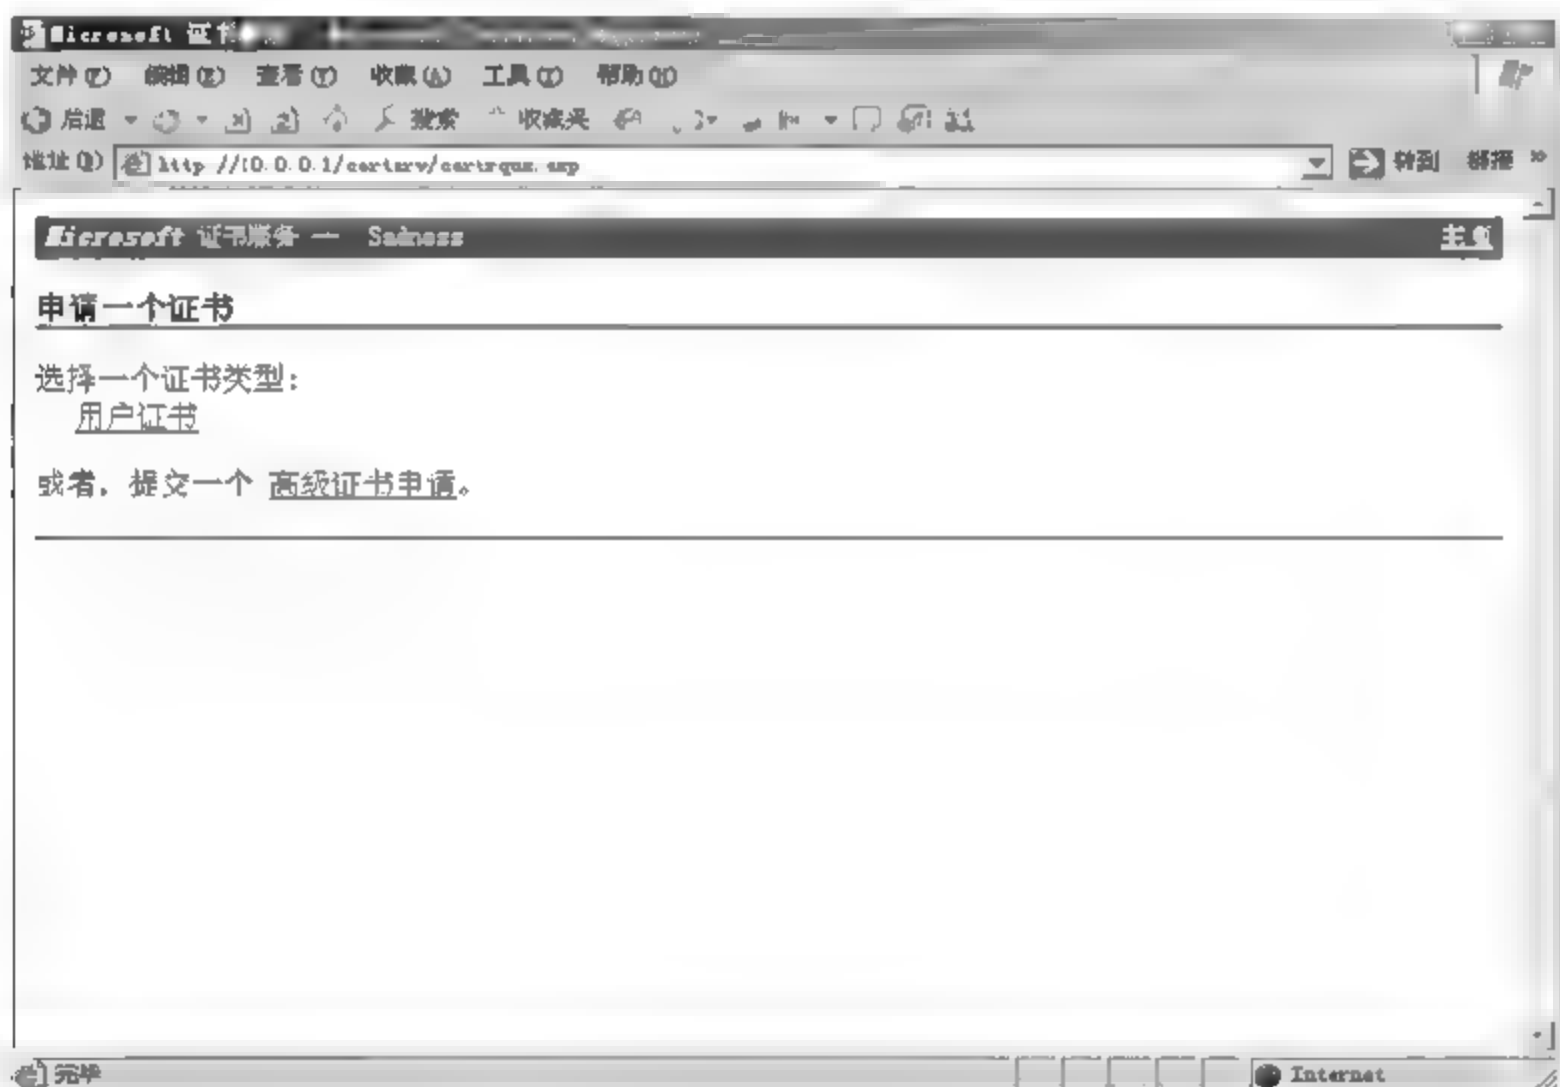 Microsoft 证书
文件(F) 编辑(E) 查看(V) 收藏(A) 工具(T) 帮助(H)
后退 搜索 收藏夹
地址(D) http://10.0.0.1/certsrv/certrqus.asp 转到 链接 »
Microsoft 证书服务 — Sadness 主页
申请一个证书
选择一个证书类型:
用户证书
或者, 提交一个 高级证书申请。
完毕 Internet